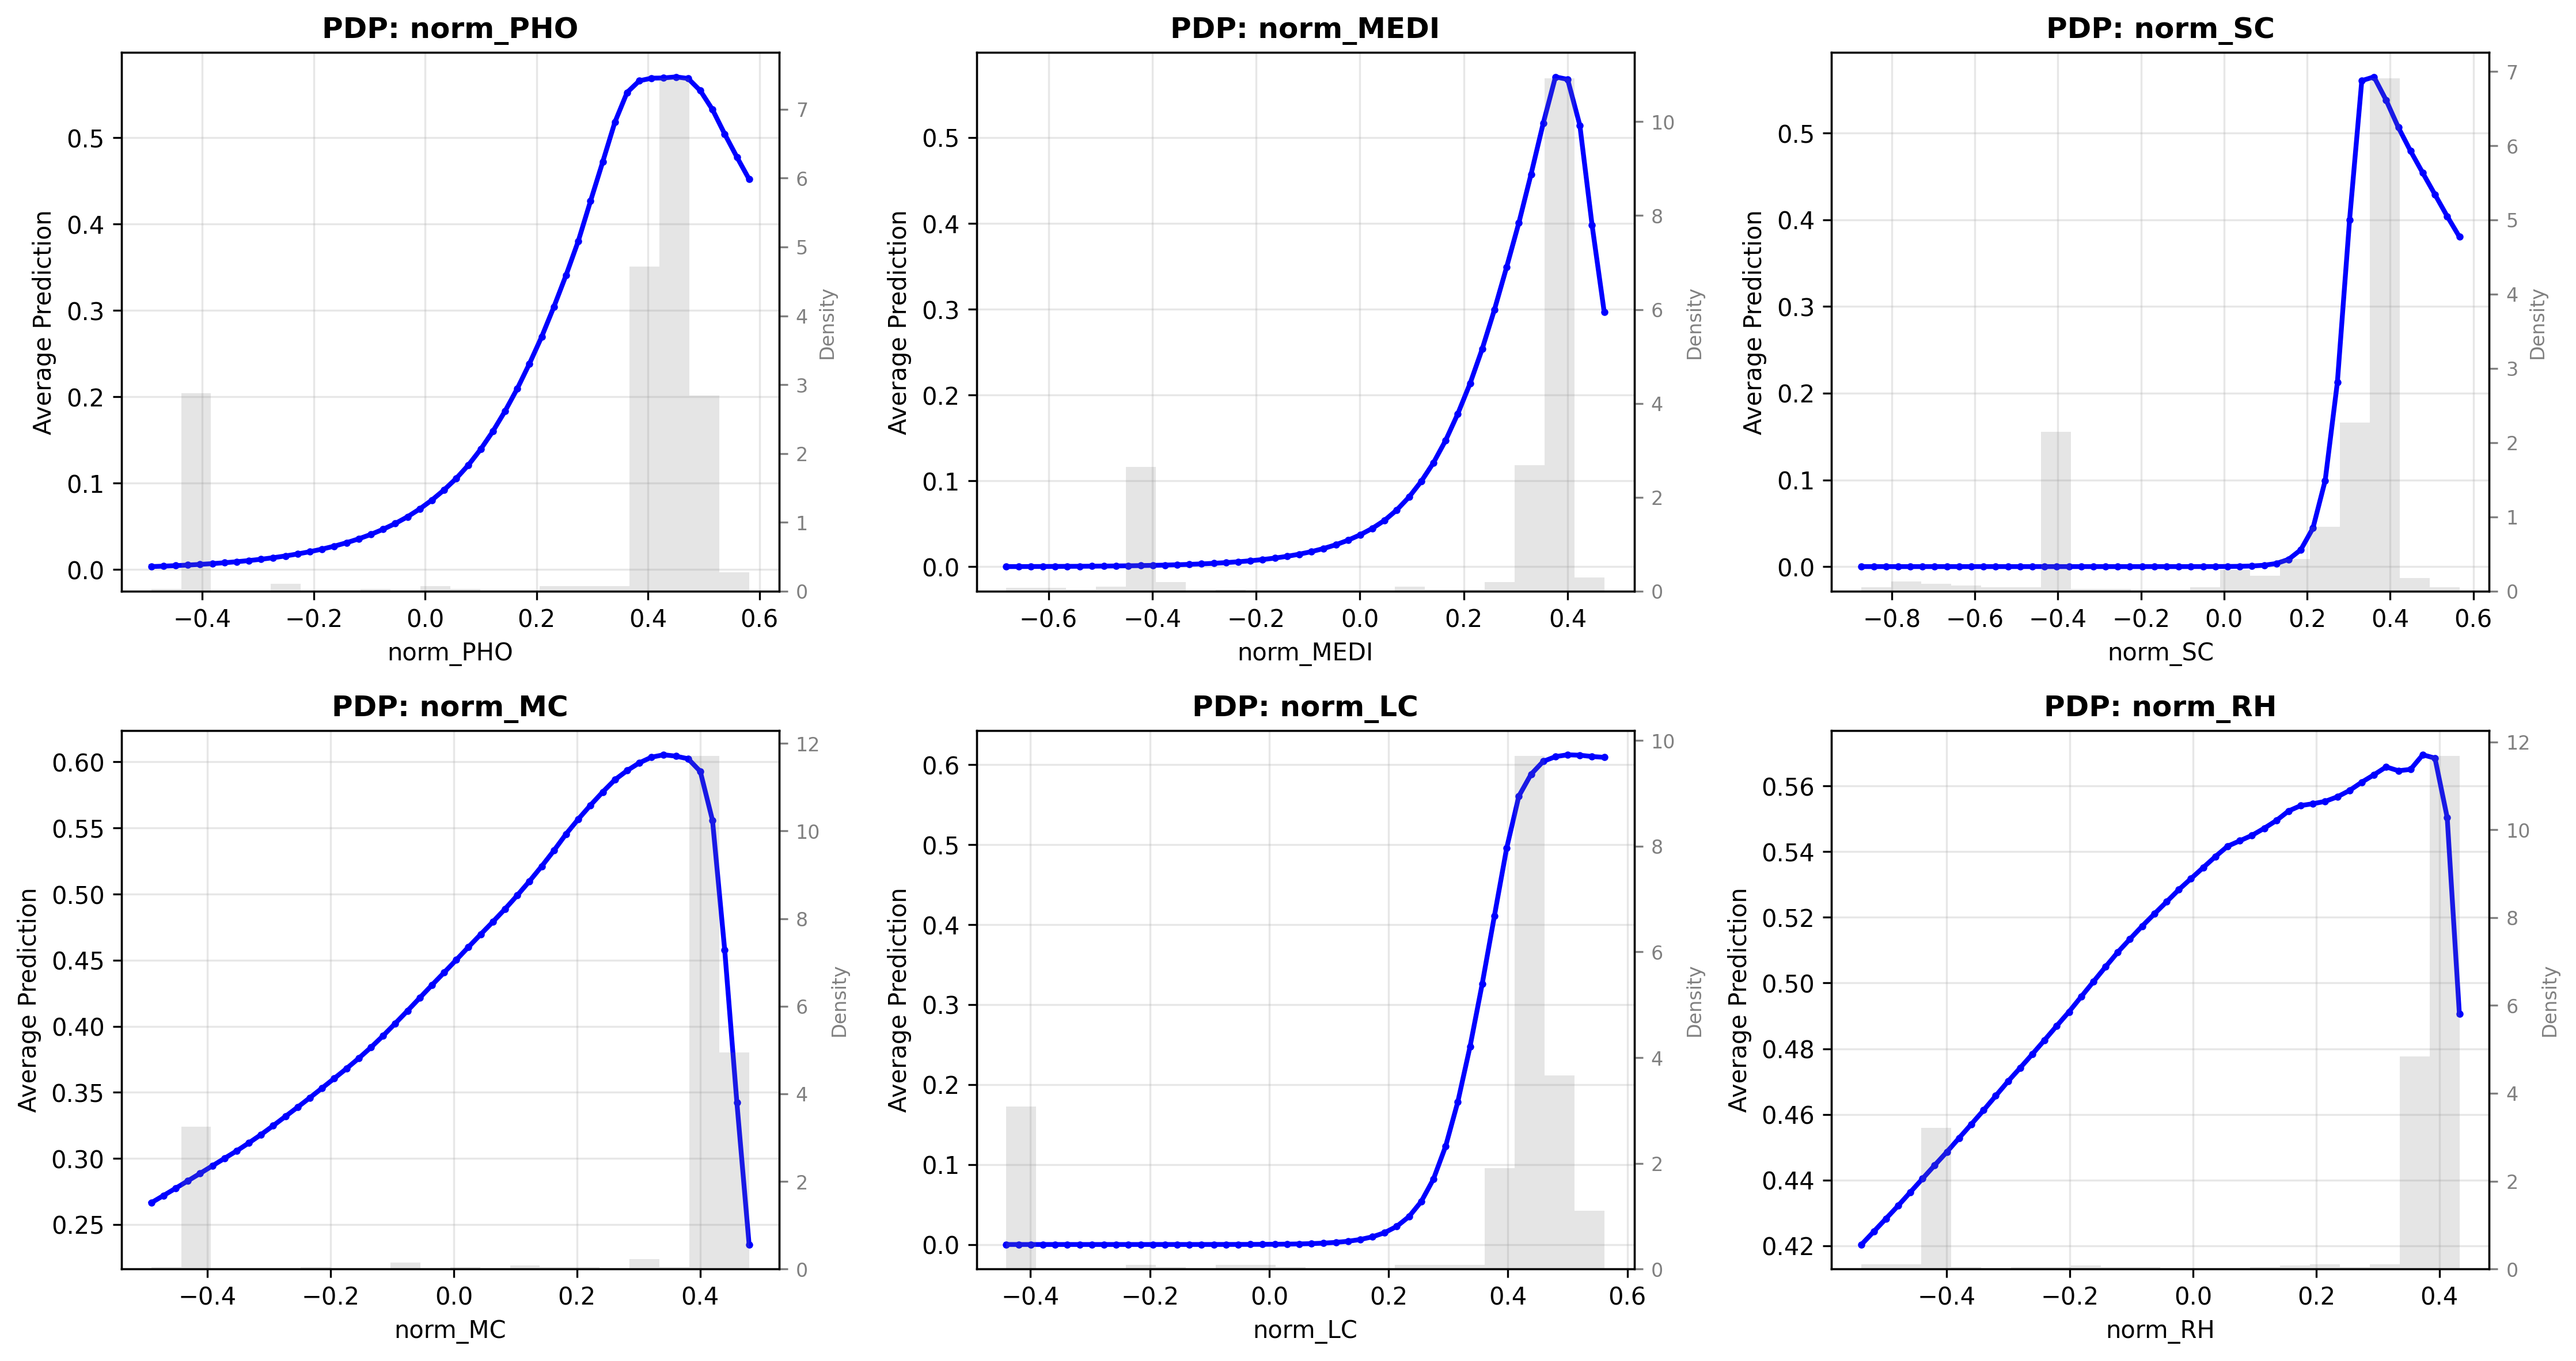 PDP: norm_PHO
Average Prediction
0.5
0.4
0.3
0.2
0.1
0.0
7
6
5
4
3
2
1
0
Density
−0.4 −0.2 0.0 0.2 0.4 0.6
norm_PHO
PDP: norm_MEDI
Average Prediction
0.5
0.4
0.3
0.2
0.1
0.0
10
8
6
4
2
0
Density
−0.6 −0.4 −0.2 0.0 0.2 0.4
norm_MEDI
PDP: norm_SC
Average Prediction
0.5
0.4
0.3
0.2
0.1
0.0
7
6
5
4
3
2
1
0
Density
−0.8 −0.6 −0.4 −0.2 0.0 0.2 0.4 0.6
norm_SC
PDP: norm_MC
Average Prediction
0.60
0.55
0.50
0.45
0.40
0.35
0.30
0.25
12
10
8
6
4
2
0
Density
−0.4 −0.2 0.0 0.2 0.4
norm_MC
PDP: norm_LC
Average Prediction
0.6
0.5
0.4
0.3
0.2
0.1
0.0
10
8
6
4
2
0
Density
−0.4 −0.2 0.0 0.2 0.4 0.6
norm_LC
PDP: norm_RH
Average Prediction
0.56
0.54
0.52
0.50
0.48
0.46
0.44
0.42
12
10
8
6
4
2
0
Density
−0.4 −0.2 0.0 0.2 0.4
norm_RH